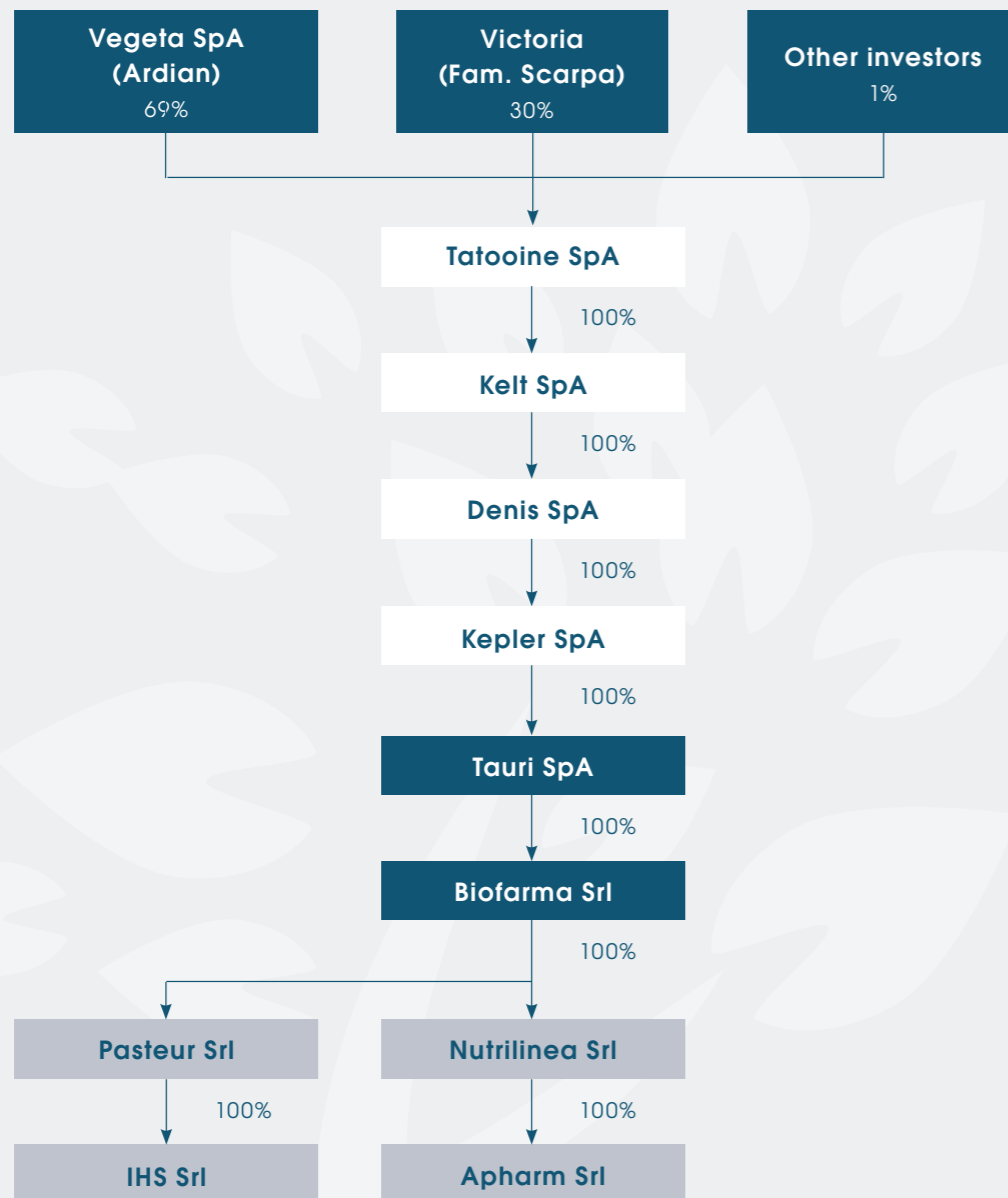 Vegeta SpA
(Ardian)
69%
Victoria
(Fam. Scarpa)
30%
Other investors
1%
Tatooine SpA
100%
Kelt SpA
100%
Denis SpA
100%
Kepler SpA
100%
Tauri SpA
100%
Biofarma Srl
100%
Pasteur Srl
Nutrilinea Srl
100%
100%
IHS Srl
Apharm Srl